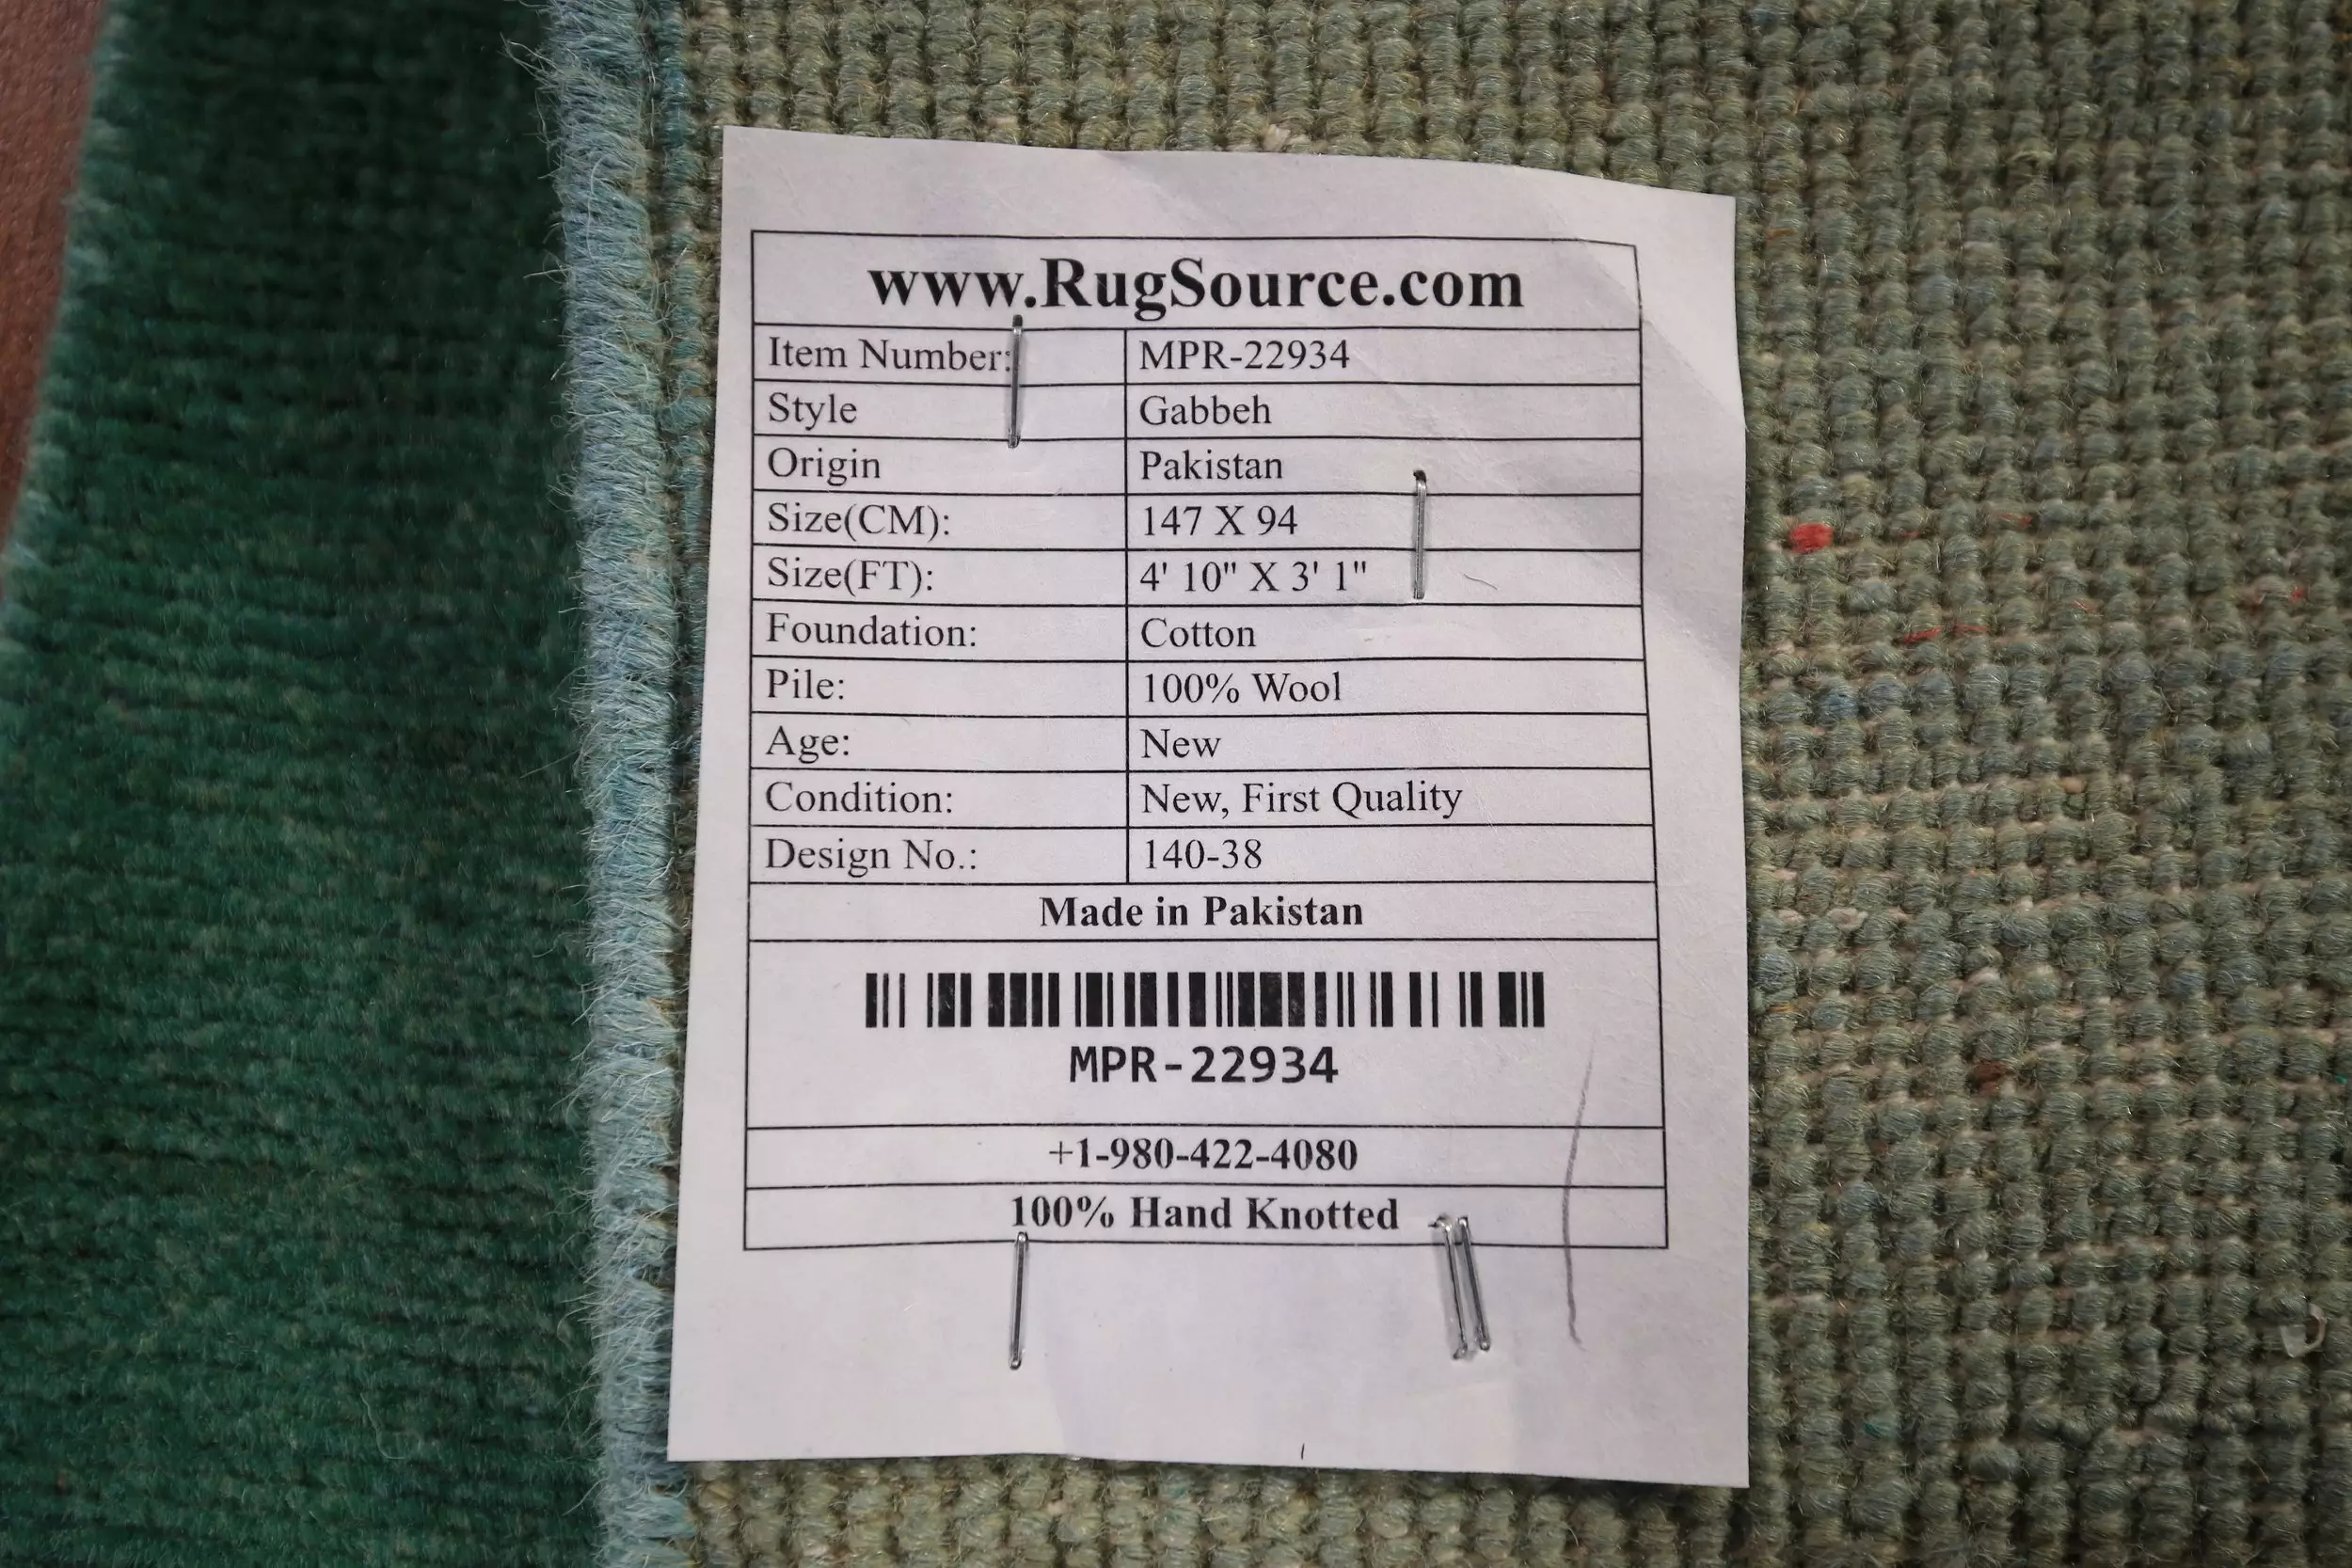 www.RugSource.com
Item Number: MPR-22934
Style Gabbeh
Origin Pakistan
Size(CM): 147 X 94
Size(FT): 4' 10" X 3' 1"
Foundation: Cotton
Pile: 100% Wool
Age: New
Condition: New, First Quality
Design No.: 140-38
Made in Pakistan
MPR-22934
+1-980-422-4080
100% Hand Knotted